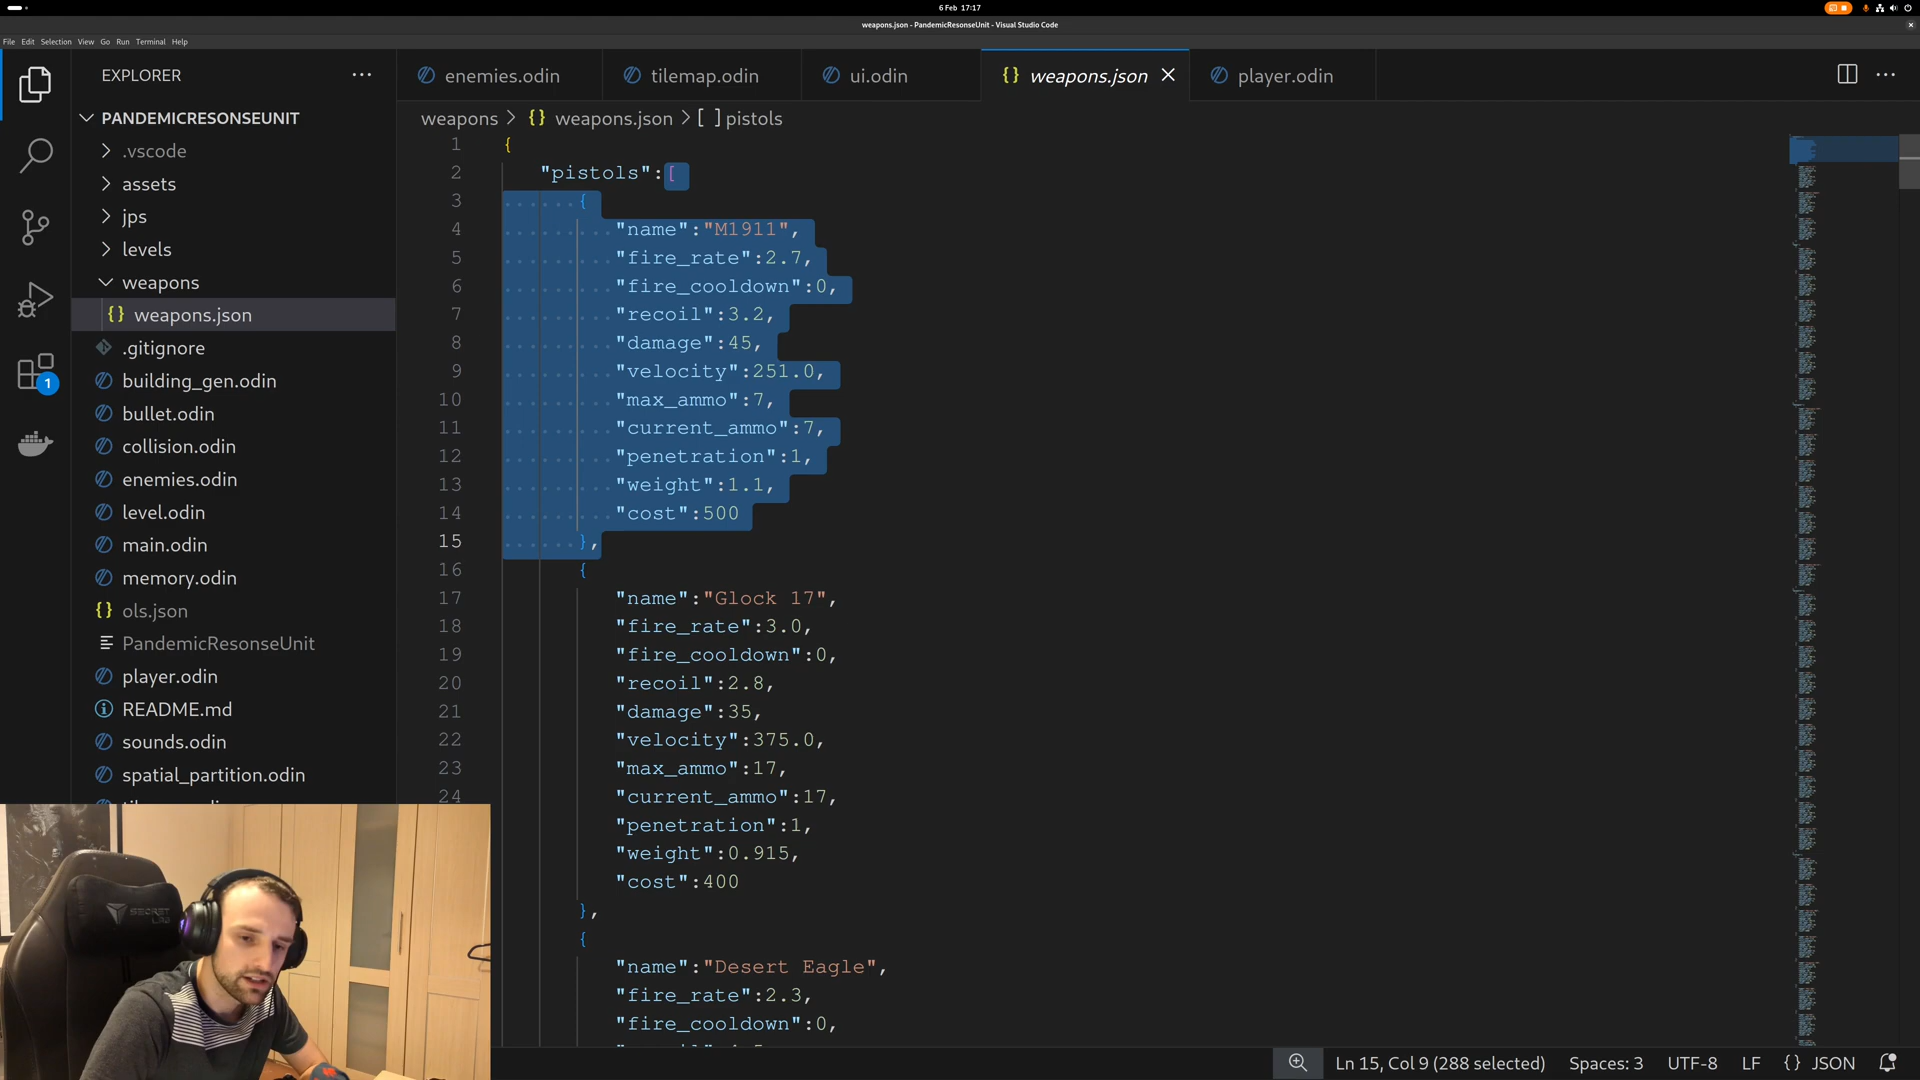 6 Feb 17:17
weapons.json - PandemicResonseUnit - Visual Studio Code
File Edit Selection View Go Run Terminal Help
EXPLORER
enemies.odin
tilemap.odin
ui.odin
weapons.json
player.odin
PANDEMICRESONSEUNIT
.vscode
assets
jps
levels
weapons
weapons.json
.gitignore
building_gen.odin
bullet.odin
collision.odin
enemies.odin
level.odin
main.odin
memory.odin
ols.json
PandemicResonseUnit
player.odin
README.md
sounds.odin
spatial_partition.odin
1
weapons > {} weapons.json > [ ] pistols
1 {
2 "pistols":[
3 {
4 "name":"M1911",
5 "fire_rate":2.7,
6 "fire_cooldown":0,
7 "recoil":3.2,
8 "damage":45,
9 "velocity":251.0,
10 "max_ammo":7,
11 "current_ammo":7,
12 "penetration":1,
13 "weight":1.1,
14 "cost":500
15 },
16 {
17 "name":"Glock 17",
18 "fire_rate":3.0,
19 "fire_cooldown":0,
20 "recoil":2.8,
21 "damage":35,
22 "velocity":375.0,
23 "max_ammo":17,
24 "current_ammo":17,
"penetration":1,
"weight":0.915,
"cost":400
},
{
"name":"Desert Eagle",
"fire_rate":2.3,
"fire_cooldown":0,
SECRETLAB
Ln 15, Col 9 (288 selected) Spaces: 3 UTF-8 LF {} JSON